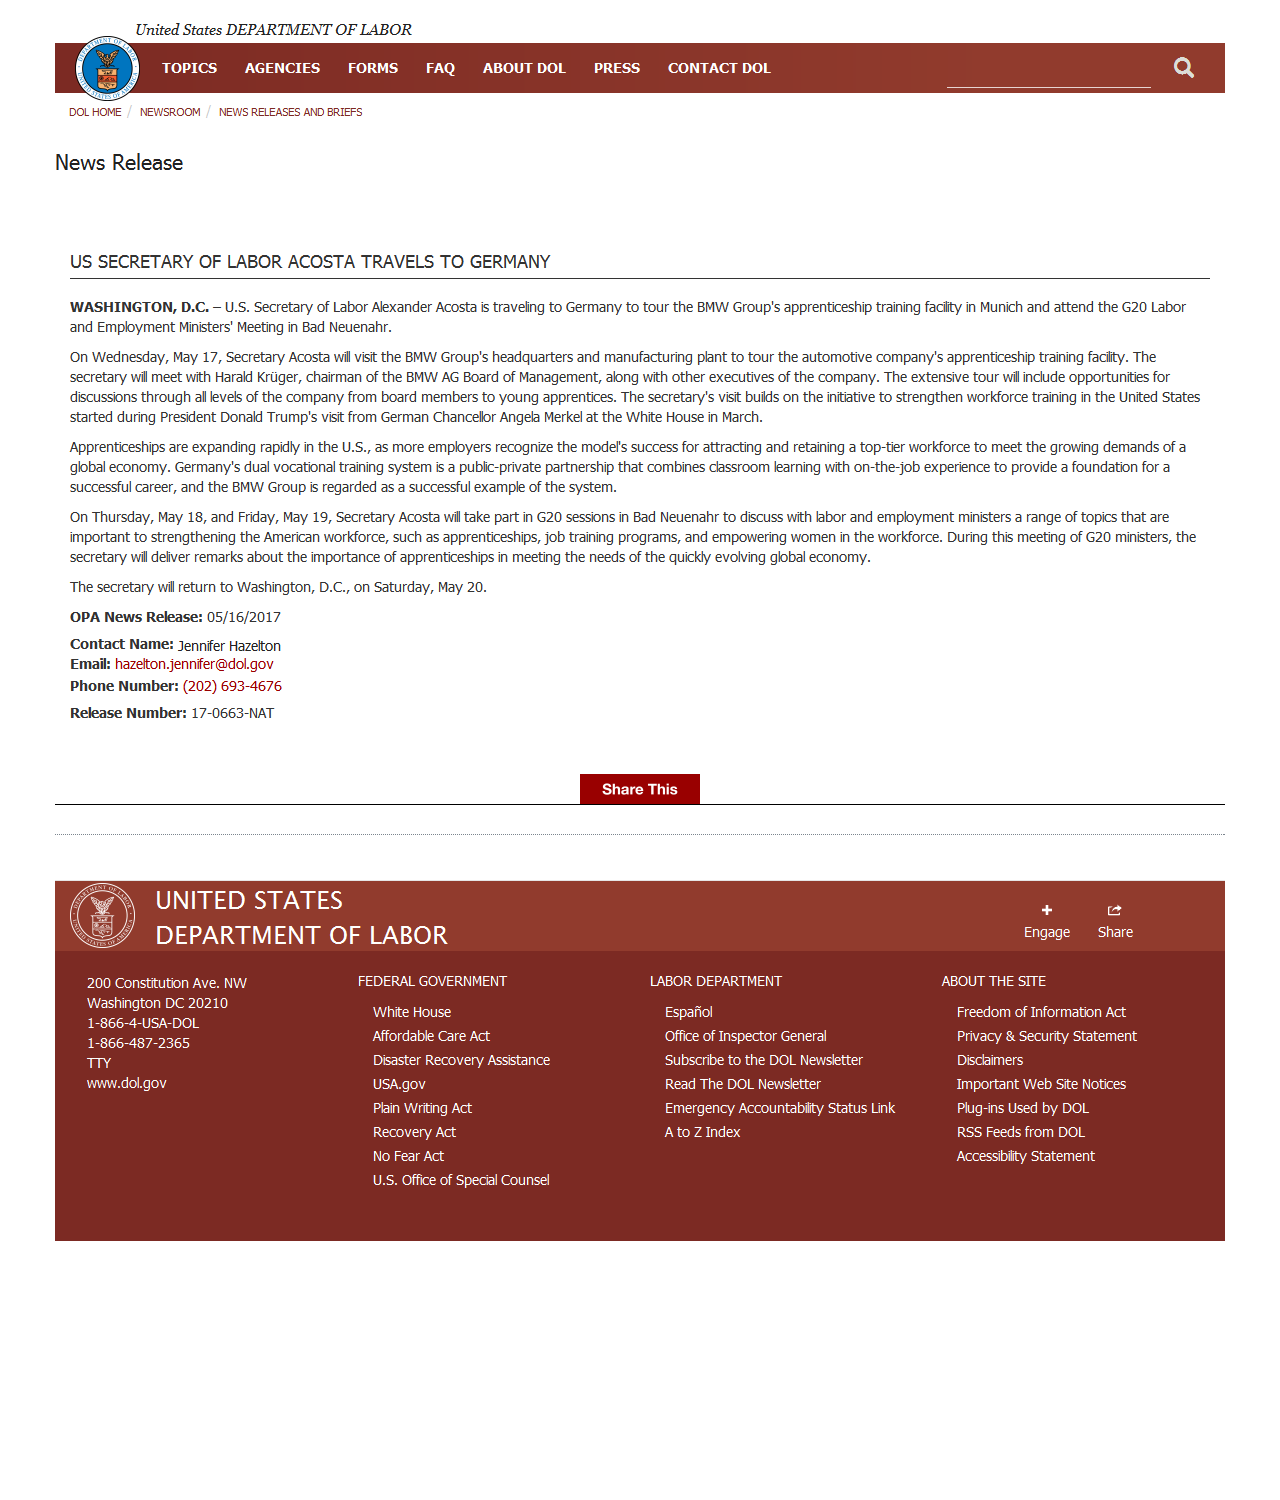 United States DEPARTMENT OF LABOR
TOPICS AGENCIES FORMS FAQ ABOUT DOL PRESS CONTACT DOL
DOL HOME / NEWSROOM / NEWS RELEASES AND BRIEFS
News Release
US SECRETARY OF LABOR ACOSTA TRAVELS TO GERMANY
WASHINGTON, D.C. – U.S. Secretary of Labor Alexander Acosta is traveling to Germany to tour the BMW Group's apprenticeship training facility in Munich and attend the G20 Labor
and Employment Ministers' Meeting in Bad Neuenahr.
On Wednesday, May 17, Secretary Acosta will visit the BMW Group's headquarters and manufacturing plant to tour the automotive company's apprenticeship training facility. The
secretary will meet with Harald Krüger, chairman of the BMW AG Board of Management, along with other executives of the company. The extensive tour will include opportunities for
discussions through all levels of the company from board members to young apprentices. The secretary's visit builds on the initiative to strengthen workforce training in the United States
started during President Donald Trump's visit from German Chancellor Angela Merkel at the White House in March.
Apprenticeships are expanding rapidly in the U.S., as more employers recognize the model's success for attracting and retaining a top-tier workforce to meet the growing demands of a
global economy. Germany's dual vocational training system is a public-private partnership that combines classroom learning with on-the-job experience to provide a foundation for a
successful career, and the BMW Group is regarded as a successful example of the system.
On Thursday, May 18, and Friday, May 19, Secretary Acosta will take part in G20 sessions in Bad Neuenahr to discuss with labor and employment ministers a range of topics that are
important to strengthening the American workforce, such as apprenticeships, job training programs, and empowering women in the workforce. During this meeting of G20 ministers, the
secretary will deliver remarks about the importance of apprenticeships in meeting the needs of the quickly evolving global economy.
The secretary will return to Washington, D.C., on Saturday, May 20.
OPA News Release: 05/16/2017
Contact Name: Jennifer Hazelton
Email: hazelton.jennifer@dol.gov
Phone Number: (202) 693-4676
Release Number: 17-0663-NAT
Share This
UNITED STATES
DEPARTMENT OF LABOR
Engage Share
200 Constitution Ave. NW
Washington DC 20210
1-866-4-USA-DOL
1-866-487-2365
TTY
www.dol.gov
FEDERAL GOVERNMENT
White House
Affordable Care Act
Disaster Recovery Assistance
USA.gov
Plain Writing Act
Recovery Act
No Fear Act
U.S. Office of Special Counsel
LABOR DEPARTMENT
Español
Office of Inspector General
Subscribe to the DOL Newsletter
Read The DOL Newsletter
Emergency Accountability Status Link
A to Z Index
ABOUT THE SITE
Freedom of Information Act
Privacy & Security Statement
Disclaimers
Important Web Site Notices
Plug-ins Used by DOL
RSS Feeds from DOL
Accessibility Statement